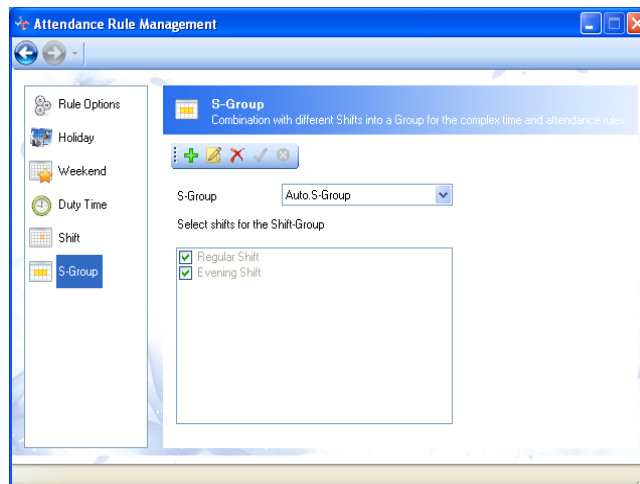 Attendance Rule Management
Rule Options
Holiday
Weekend
Duty Time
Shift
S-Group
S-Group
Combination with different Shifts into a Group for the complex time and attendance rules
S-Group
Auto.S-Group
Select shifts for the Shift-Group
Regular Shift
Evening Shift